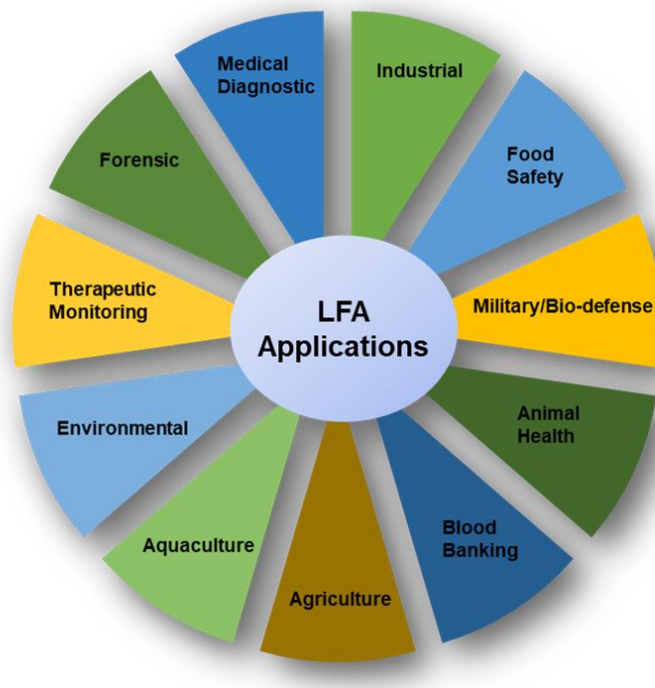 Medical
Diagnostic
Industrial
Food
Safety
Military/Bio-defense
Animal
Health
Blood
Banking
Agriculture
Aquaculture
Environmental
Therapeutic
Monitoring
Forensic
LFA
Applications